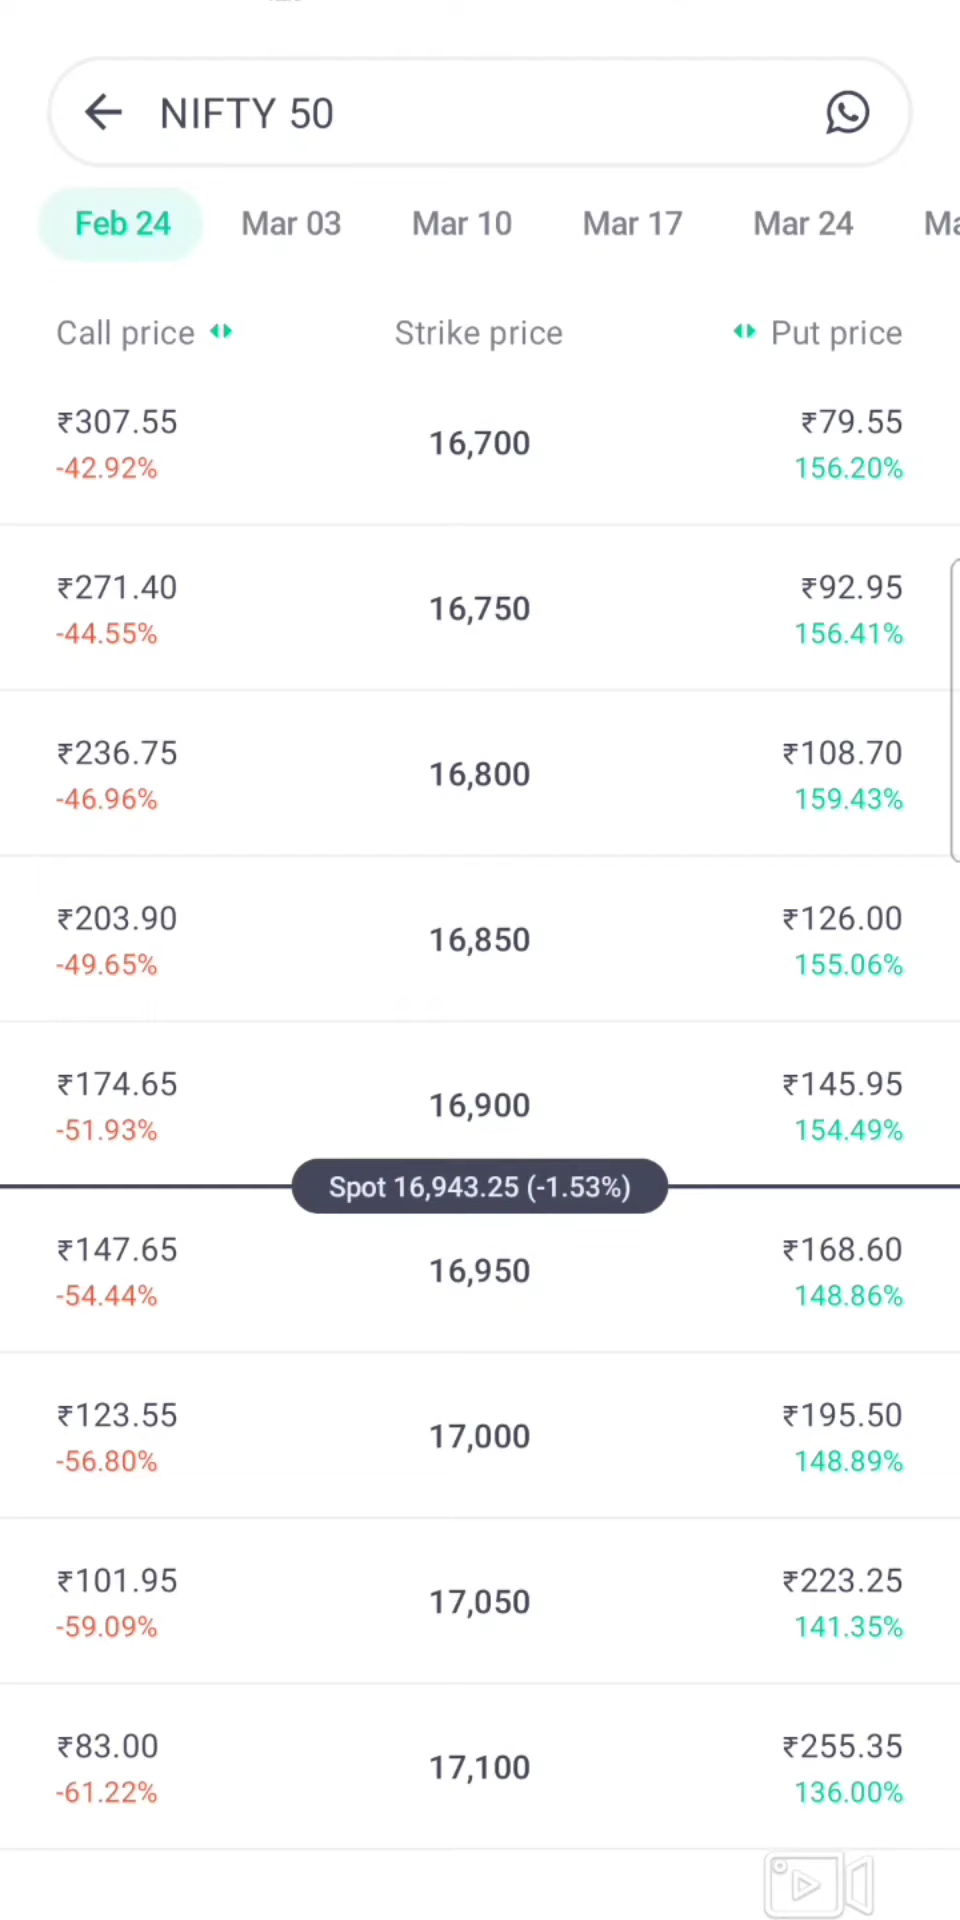 NIFTY 50
Feb 24 Mar 03 Mar 10 Mar 17 Mar 24
Call price Strike price Put price
₹307.55 16,700 ₹79.55
-42.92% 156.20%
₹271.40 16,750 ₹92.95
-44.55% 156.41%
₹236.75 16,800 ₹108.70
-46.96% 159.43%
₹203.90 16,850 ₹126.00
-49.65% 155.06%
₹174.65 16,900 ₹145.95
-51.93% 154.49%
Spot 16,943.25 (-1.53%)
₹147.65 16,950 ₹168.60
-54.44% 148.86%
₹123.55 17,000 ₹195.50
-56.80% 148.89%
₹101.95 17,050 ₹223.25
-59.09% 141.35%
₹83.00 17,100 ₹255.35
-61.22% 136.00%